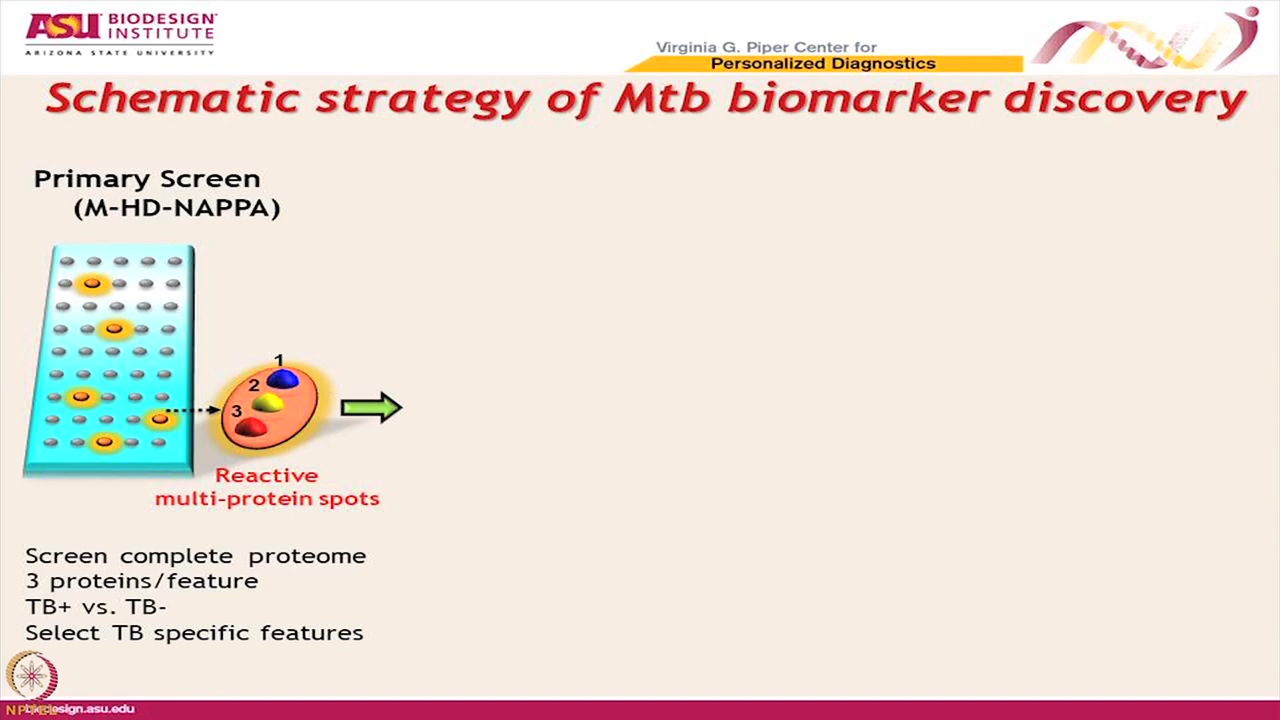 ASU BIODESIGN
INSTITUTE
ARIZONA STATE UNIVERSITY
Virginia G. Piper Center for
Personalized Diagnostics
Schematic strategy of Mtb biomarker discovery
Primary Screen
(M-HD-NAPPA)
1
2
3
Reactive
multi-protein spots
Screen complete proteome
3 proteins/feature
TB+ vs. TB-
Select TB specific features
NPTEL
design.asu.edu